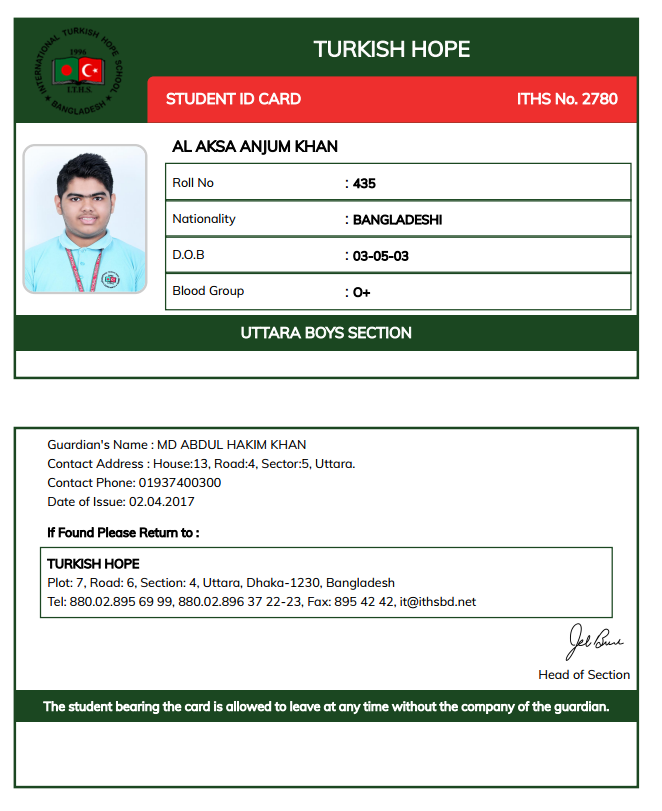 INTERNATIONAL TURKISH HOPE SCHOOL
1996
I.T.H.S.
★ BANGLADESH ★
TURKISH HOPE
STUDENT ID CARD ITHS No. 2780
AL AKSA ANJUM KHAN
Roll No : 435
Nationality : BANGLADESHI
D.O.B : 03-05-03
Blood Group : O+
UTTARA BOYS SECTION
Guardian's Name : MD ABDUL HAKIM KHAN
Contact Address : House:13, Road:4, Sector:5, Uttara.
Contact Phone: 01937400300
Date of Issue: 02.04.2017
If Found Please Return to :
TURKISH HOPE
Plot: 7, Road: 6, Section: 4, Uttara, Dhaka-1230, Bangladesh
Tel: 880.02.895 69 99, 880.02.896 37 22-23, Fax: 895 42 42, it@ithsbd.net
Head of Section
The student bearing the card is allowed to leave at any time without the company of the guardian.